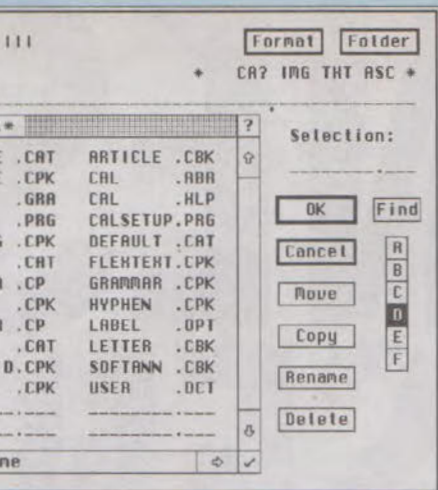 Format Folder
CA? IMG TXT ASC
?
Selection:
.CAT ARTICLE .CBK
.CPK CAL .ABR
.GRA CAL .HLP
.PRG CALSETUP.PRG
.CPK DEFAULT .CAT
.CAT FLEXTEXT.CPK
.CP GRAMMAR .CPK
.CPK HYPHEN .CPK
.CP LABEL .OPT
.CAT LETTER .CBK
D.CPK SOFTANN .CBK
.CPK USER .DCT
me
OK Find
Cancel
Move
Copy
Rename
Delete
A
B
C
D
E
F